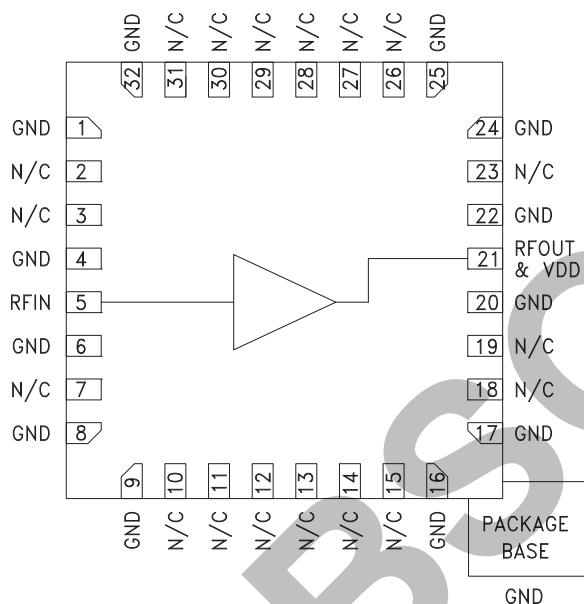 GND N/C N/C N/C N/C N/C N/C GND
32 31 30 29 28 27 26 25
GND 1
N/C 2
N/C 3
GND 4
RFIN 5
GND 6
N/C 7
GND 8
24 GND
23 N/C
22 GND
21 RFOUT
& VDD
20 GND
19 N/C
18 N/C
17 GND
9 10 11 12 13 14 15 16
GND N/C N/C N/C N/C N/C N/C GND
PACKAGE
BASE
GND
BSO